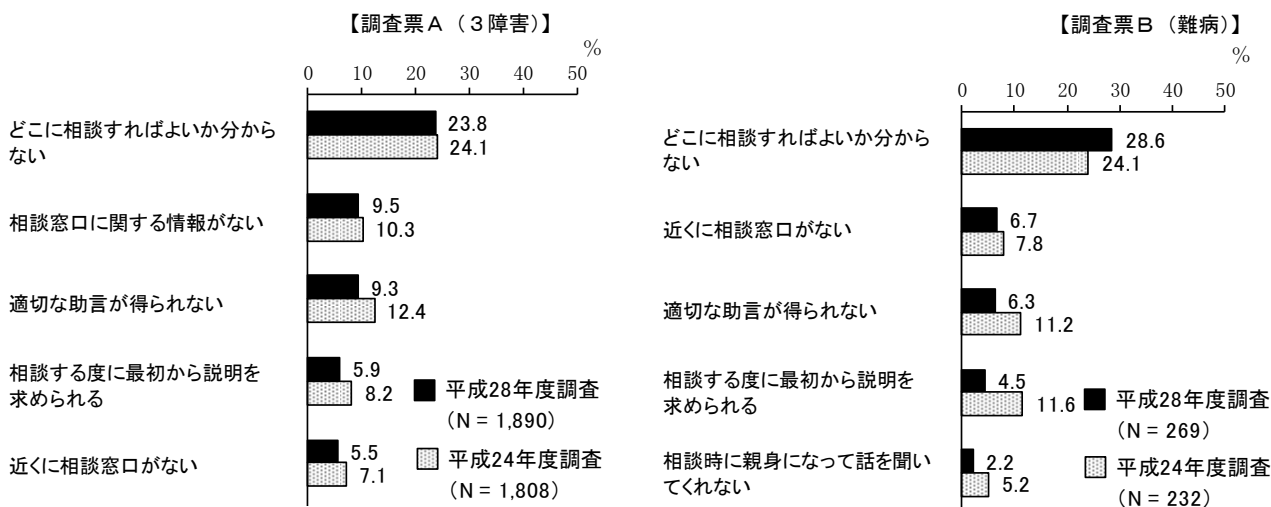 【調査票A（3障害）】
%
0 10 20 30 40 50
どこに相談すればよいか分から
ない
23.8
24.1
相談窓口に関する情報がない
9.5
10.3
適切な助言が得られない
9.3
12.4
相談する度に最初から説明を
求められる
5.9
8.2
近くに相談窓口がない
5.5
7.1
平成28年度調査
（N = 1,890）
平成24年度調査
（N = 1,808）
【調査票B（難病）】
%
0 10 20 30 40 50
どこに相談すればよいか分から
ない
28.6
24.1
近くに相談窓口がない
6.7
7.8
適切な助言が得られない
6.3
11.2
相談する度に最初から説明を
求められる
4.5
11.6
相談時に親身になって話を聞い
てくれない
2.2
5.2
平成28年度調査
（N = 269）
平成24年度調査
（N = 232）